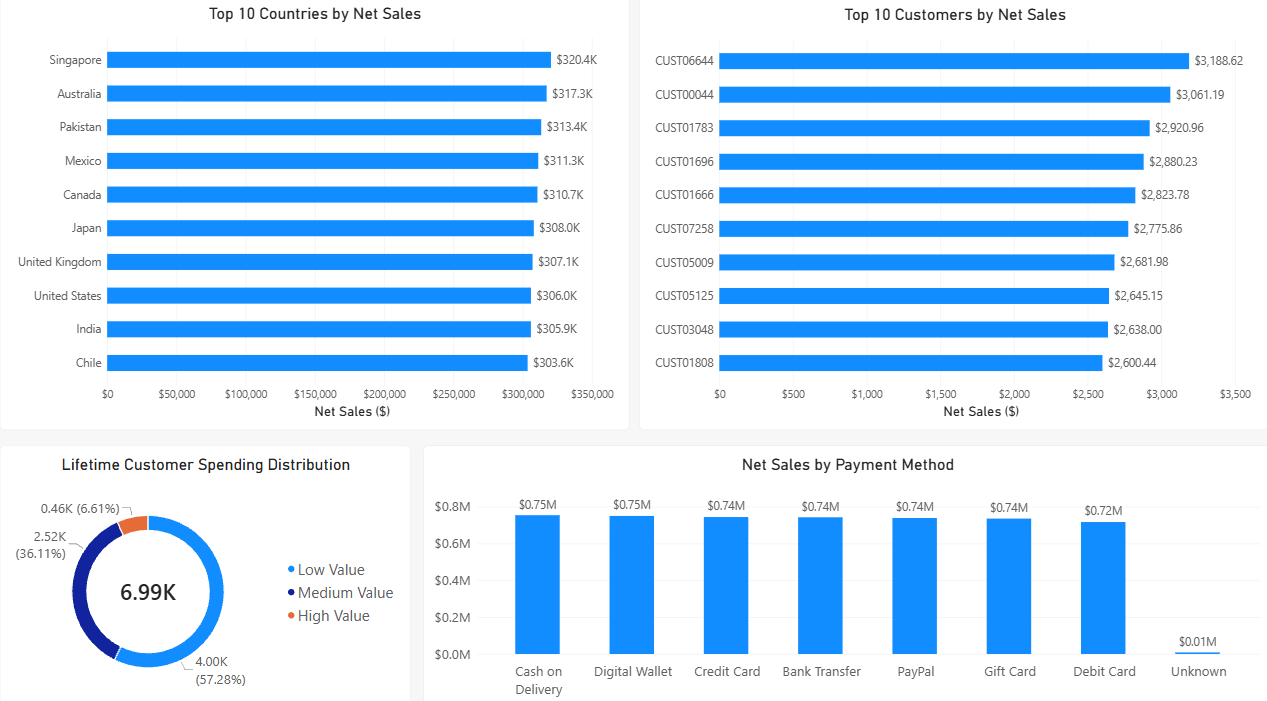 Top 10 Countries by Net Sales
Singapore $320.4K
Australia $317.3K
Pakistan $313.4K
Mexico $311.3K
Canada $310.7K
Japan $308.0K
United Kingdom $307.1K
United States $306.0K
India $305.9K
Chile $303.6K
$0 $50,000 $100,000 $150,000 $200,000 $250,000 $300,000 $350,000
Net Sales ($)
Top 10 Customers by Net Sales
CUST06644 $3,188.62
CUST00044 $3,061.19
CUST01783 $2,920.96
CUST01696 $2,880.23
CUST01666 $2,823.78
CUST07258 $2,775.86
CUST05009 $2,681.98
CUST05125 $2,645.15
CUST03048 $2,638.00
CUST01808 $2,600.44
$0 $500 $1,000 $1,500 $2,000 $2,500 $3,000 $3,500
Net Sales ($)
Lifetime Customer Spending Distribution
0.46K (6.61%)
2.52K
(36.11%)
6.99K
4.00K
(57.28%)
Low Value
Medium Value
High Value
Net Sales by Payment Method
$0.8M
$0.6M
$0.4M
$0.2M
$0.0M
$0.75M $0.75M $0.74M $0.74M $0.74M $0.74M $0.72M $0.01M
Cash on Digital Wallet Credit Card Bank Transfer PayPal Gift Card Debit Card Unknown
Delivery